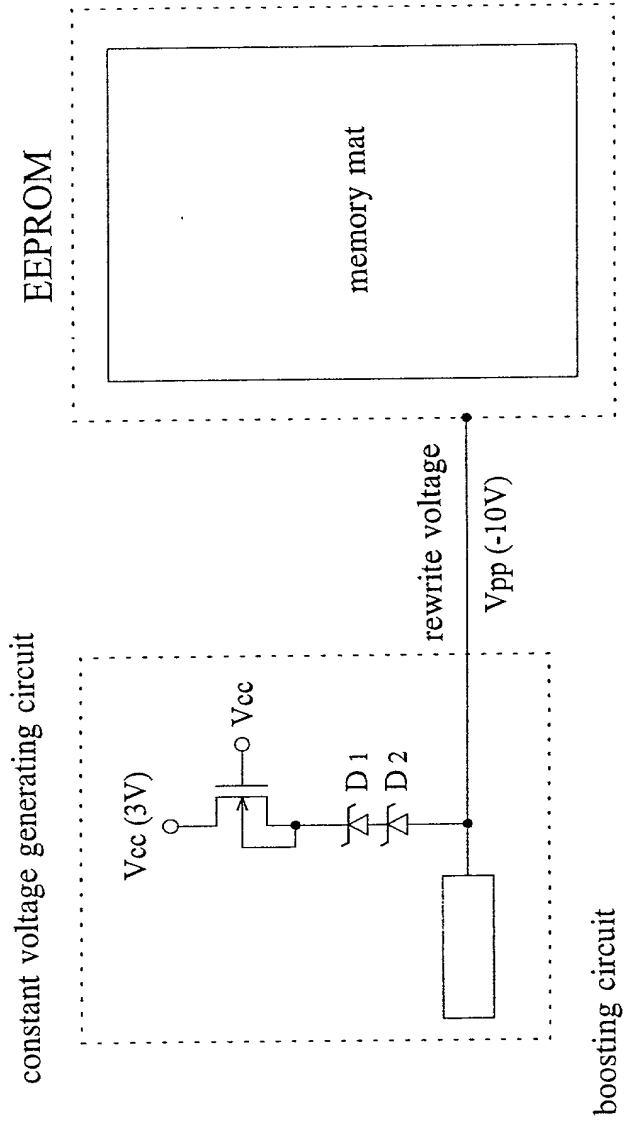 constant voltage generating circuit
EEPROM
Vcc (3V)
Vcc
D 1
D 2
rewrite voltage
Vpp (-10V)
memory mat
boosting circuit